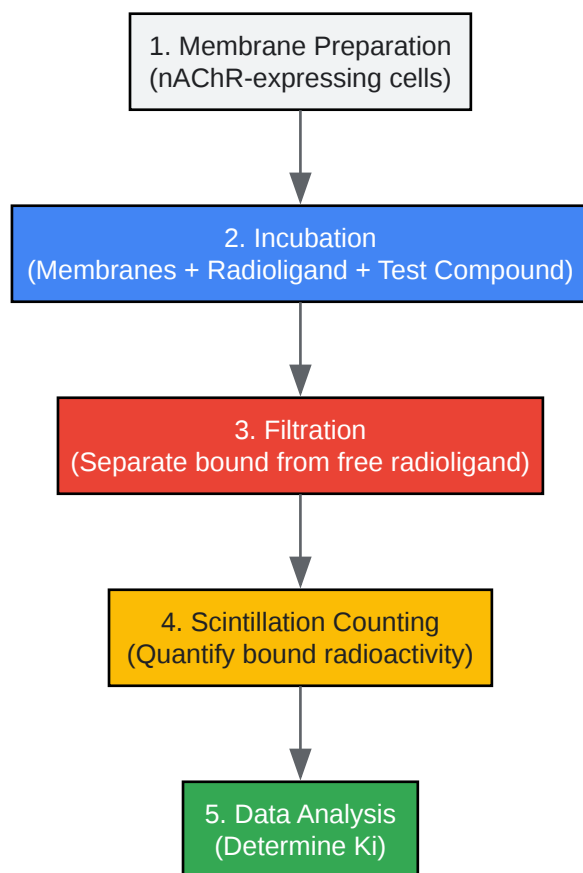 1. Membrane Preparation
(nAChR-expressing cells)
2. Incubation
(Membranes + Radioligand + Test Compound)
3. Filtration
(Separate bound from free radioligand)
4. Scintillation Counting
(Quantify bound radioactivity)
5. Data Analysis
(Determine Ki)